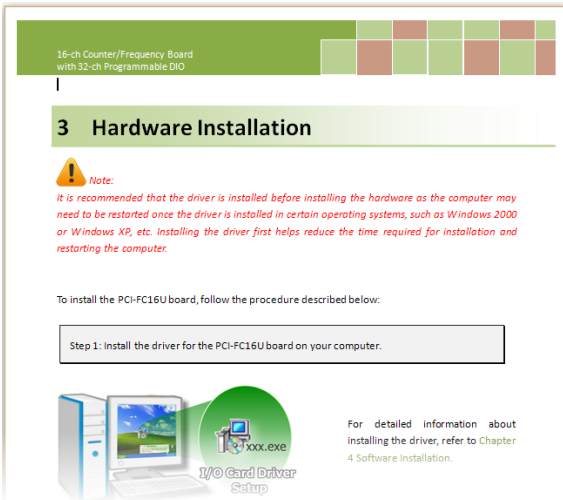 16-ch Counter/Frequency Board
with 32-ch Programmable DIO
3 Hardware Installation
Note:
It is recommended that the driver is installed before installing the hardware as the computer may
need to be restarted once the driver is installed in certain operating systems, such as Windows 2000
or Windows XP, etc. Installing the driver first helps reduce the time required for installation and
restarting the computer.
To install the PCI-FC16U board, follow the procedure described below:
Step 1: Install the driver for the PCI-FC16U board on your computer.
xxx.exe
I/O Card Driver
Setup
For detailed information about
installing the driver, refer to Chapter
4 Software Installation.